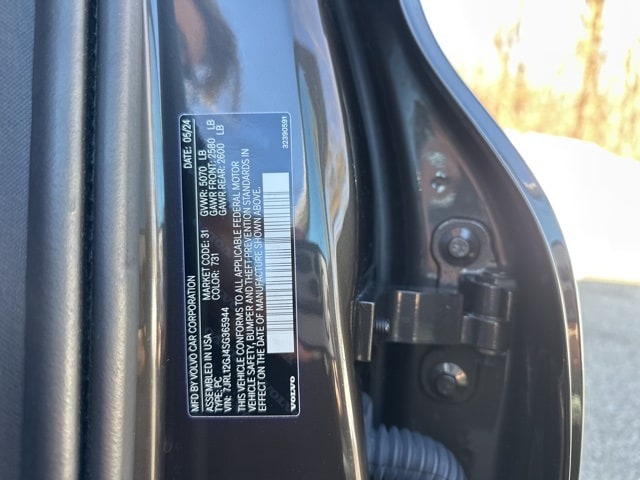 MFD BY VOLVO CAR CORPORATION DATE: 05/24
ASSEMBLED IN USA MARKET CODE: 31 GVWR: 5070 LB
TYPE: PC COLOR: 731 GAWR FRONT: 2580 LB
GAWR REAR: 2600 LB
VIN: 7JRL12GJ4SG365944
THIS VEHICLE CONFORMS TO ALL APPLICABLE FEDERAL MOTOR
VEHICLE SAFETY, BUMPER AND THEFT PREVENTION STANDARDS IN
EFFECT ON THE DATE OF MANUFACTURE SHOWN ABOVE.
VOLVO 32390591